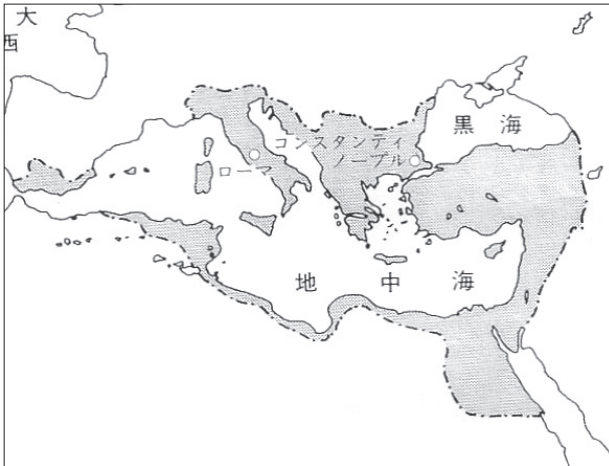 大
西
黒海
コンスタンティ
ノープル
ローマ
地中海